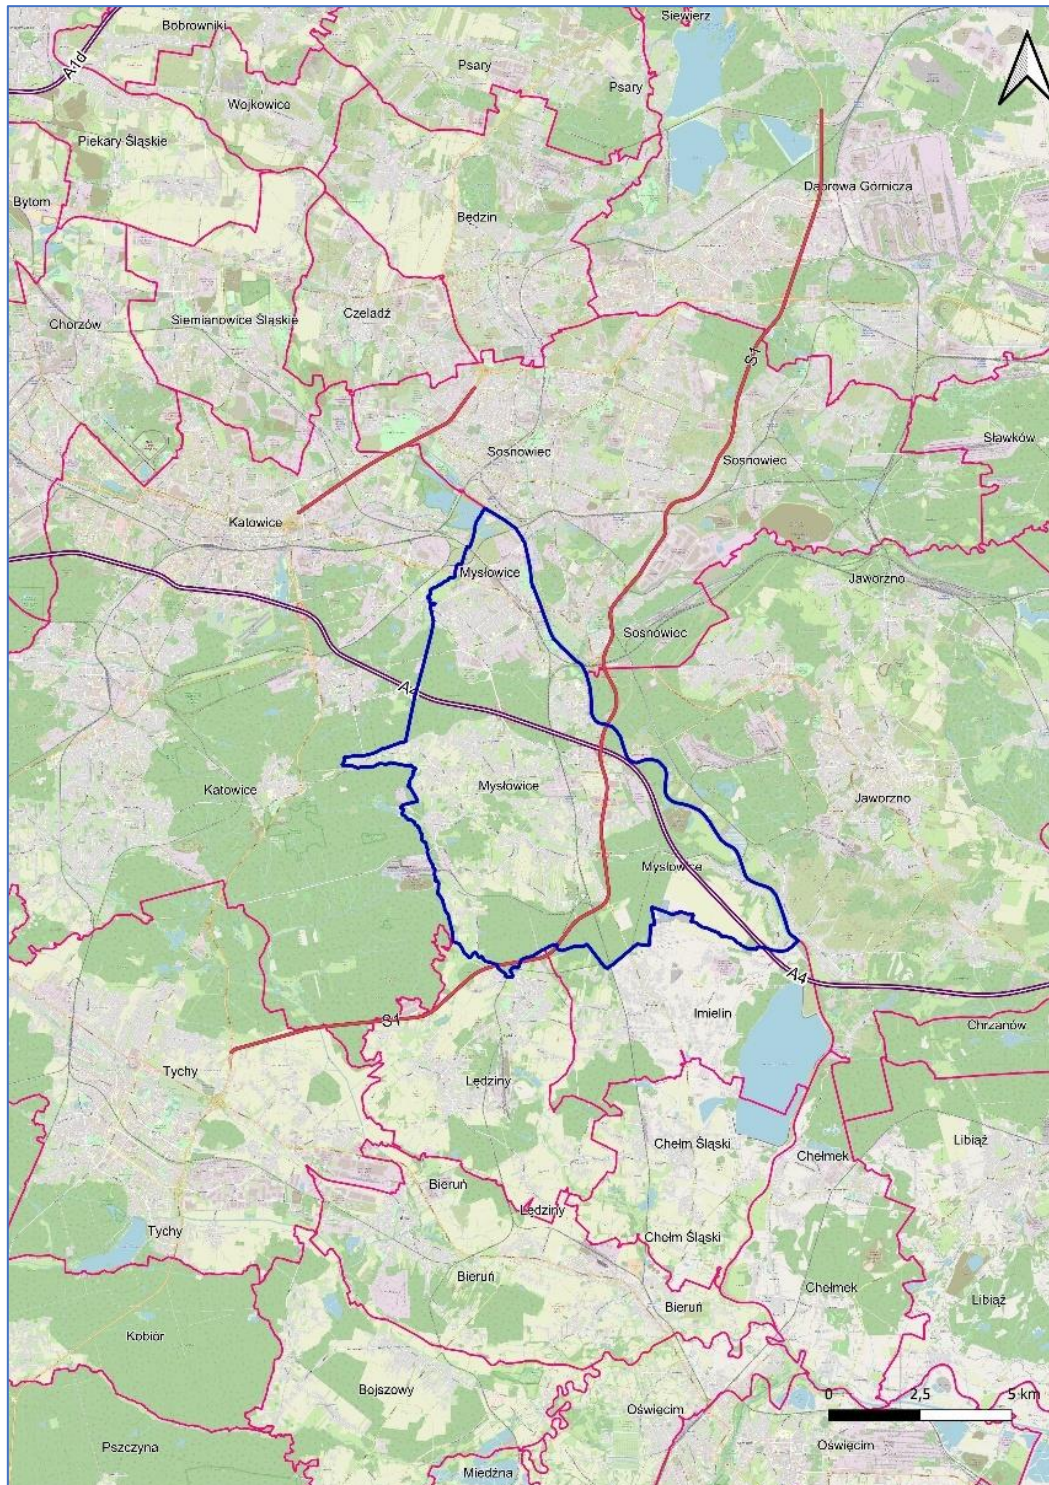 Bobrowniki
Siewierz
A1d
Psary
Psary
Wojkowice
Piekary Śląskie
Dąbrowa Górnicza
Bytom
Będzin
Czeladź
Siemianowice Śląskie
Chorzów
S1
Sławków
Sosnowiec
Sosnowiec
Katowice
Mysłowice
Jaworzno
Sosnowiec
A4
Mysłowice
Katowice
Jaworzno
Mysłowice
A4
Imielin
S1
Chrzanów
Tychy
Lędziny
Chełm Śląski
Libiąż
Chełmek
Bieruń
Lędziny
Tychy
Chełm Śląski
Bieruń
Chełmek
Libiąż
Bieruń
Kobiór
Bojszowy
0 2,5 5 km
Oświęcim
Oświęcim
Pszczyna
Miedźna